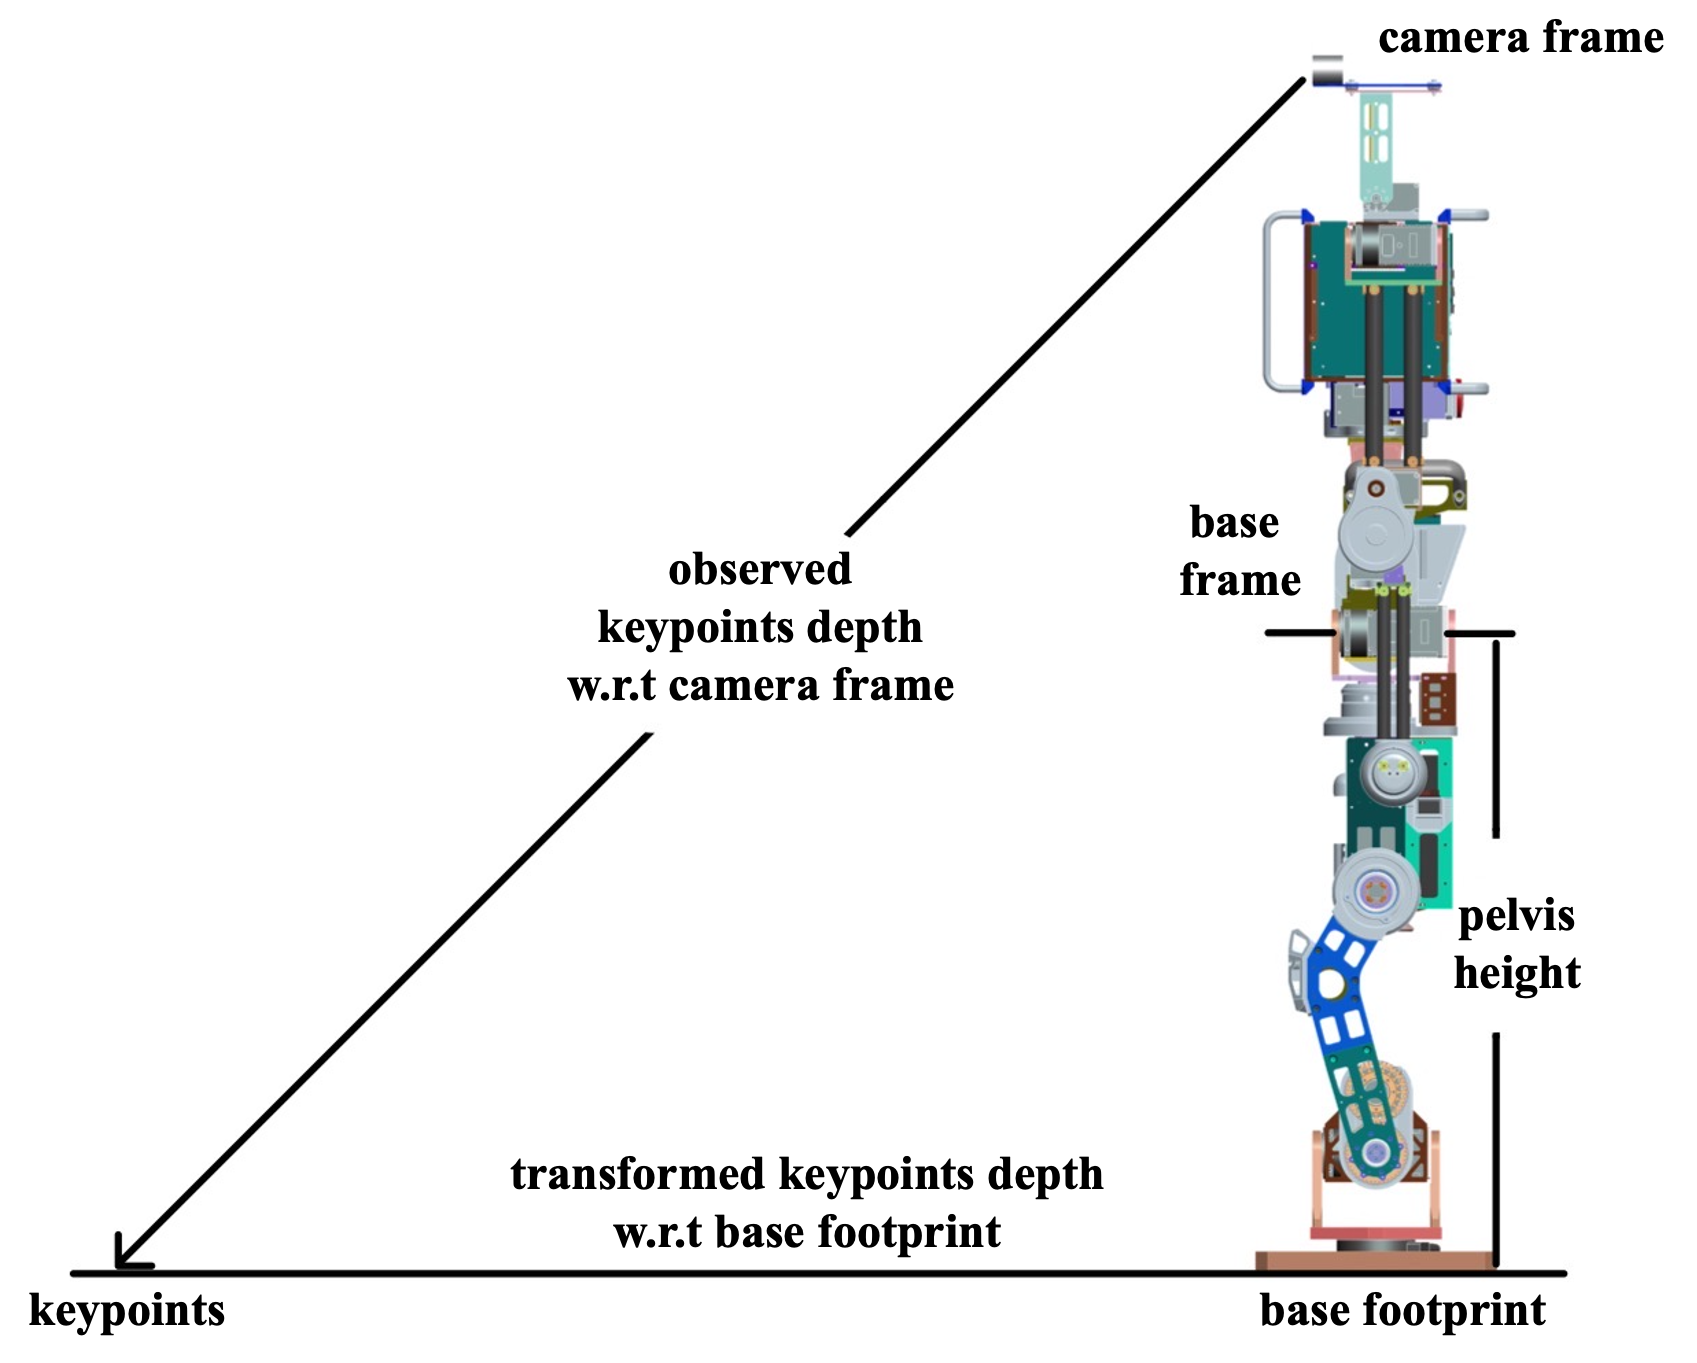 camera frame
base
frame
observed
keypoints depth
w.r.t camera frame
pelvis
height
transformed keypoints depth
w.r.t base footprint
keypoints
base footprint